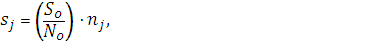 s_j = (S_o / N_o) · n_j,